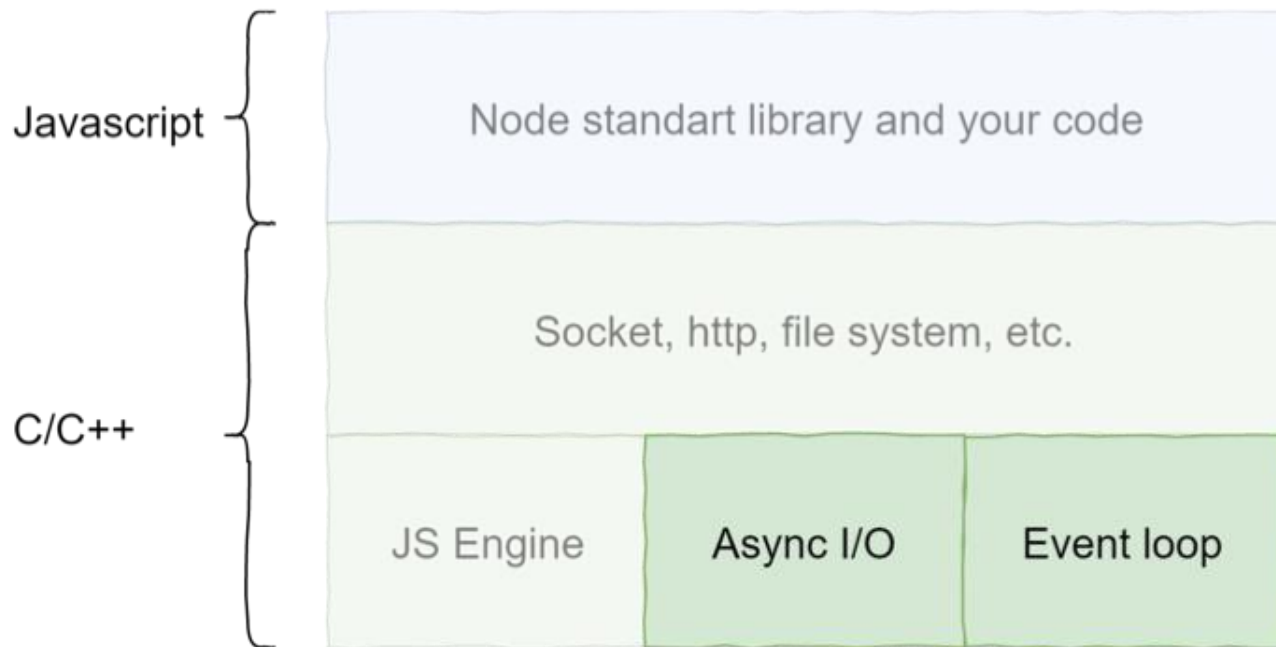 Javascript
Node standart library and your code
Socket, http, file system, etc.
C/C++
JS Engine
Async I/O
Event loop